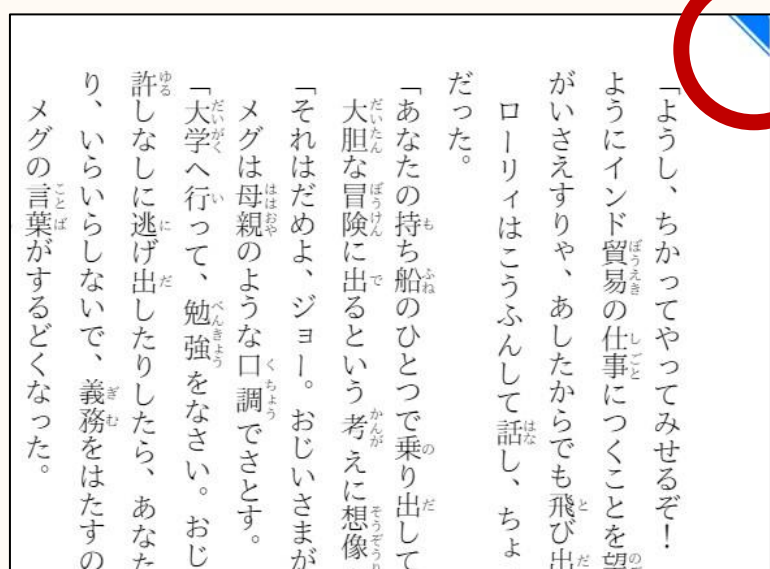 「ようし、ちかってやってみせるぞ!
ようにインド貿易の仕事につくことを望
がいさえすりゃ、あしたからでも飛び出
ローリィはこうふんして話し、ちょ
だった。
「あなたの持ち船のひとつで乗り出して
大胆な冒険に出るという考えに想像
「それはだめよ、ジョー。おじいさまが
メグは母親のような口調でさとす。
「大学へ行って、勉強をなさい。おじ
許しなしに逃げ出したりしたら、あなた
り、いらいらしないで、義務をはたすの
メグの言葉がするどくなった。